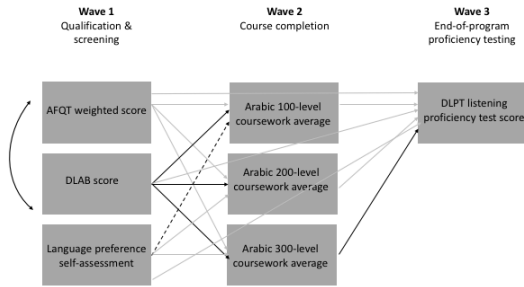 Wave 1
Qualification &
screening
Wave 2
Course completion
Wave 3
End-of-program
proficiency testing
AFQT weighted score
Arabic 100-level
coursework average
DLPT listening
proficiency test score
DLAB score
Arabic 200-level
coursework average
Language preference
self-assessment
Arabic 300-level
coursework average